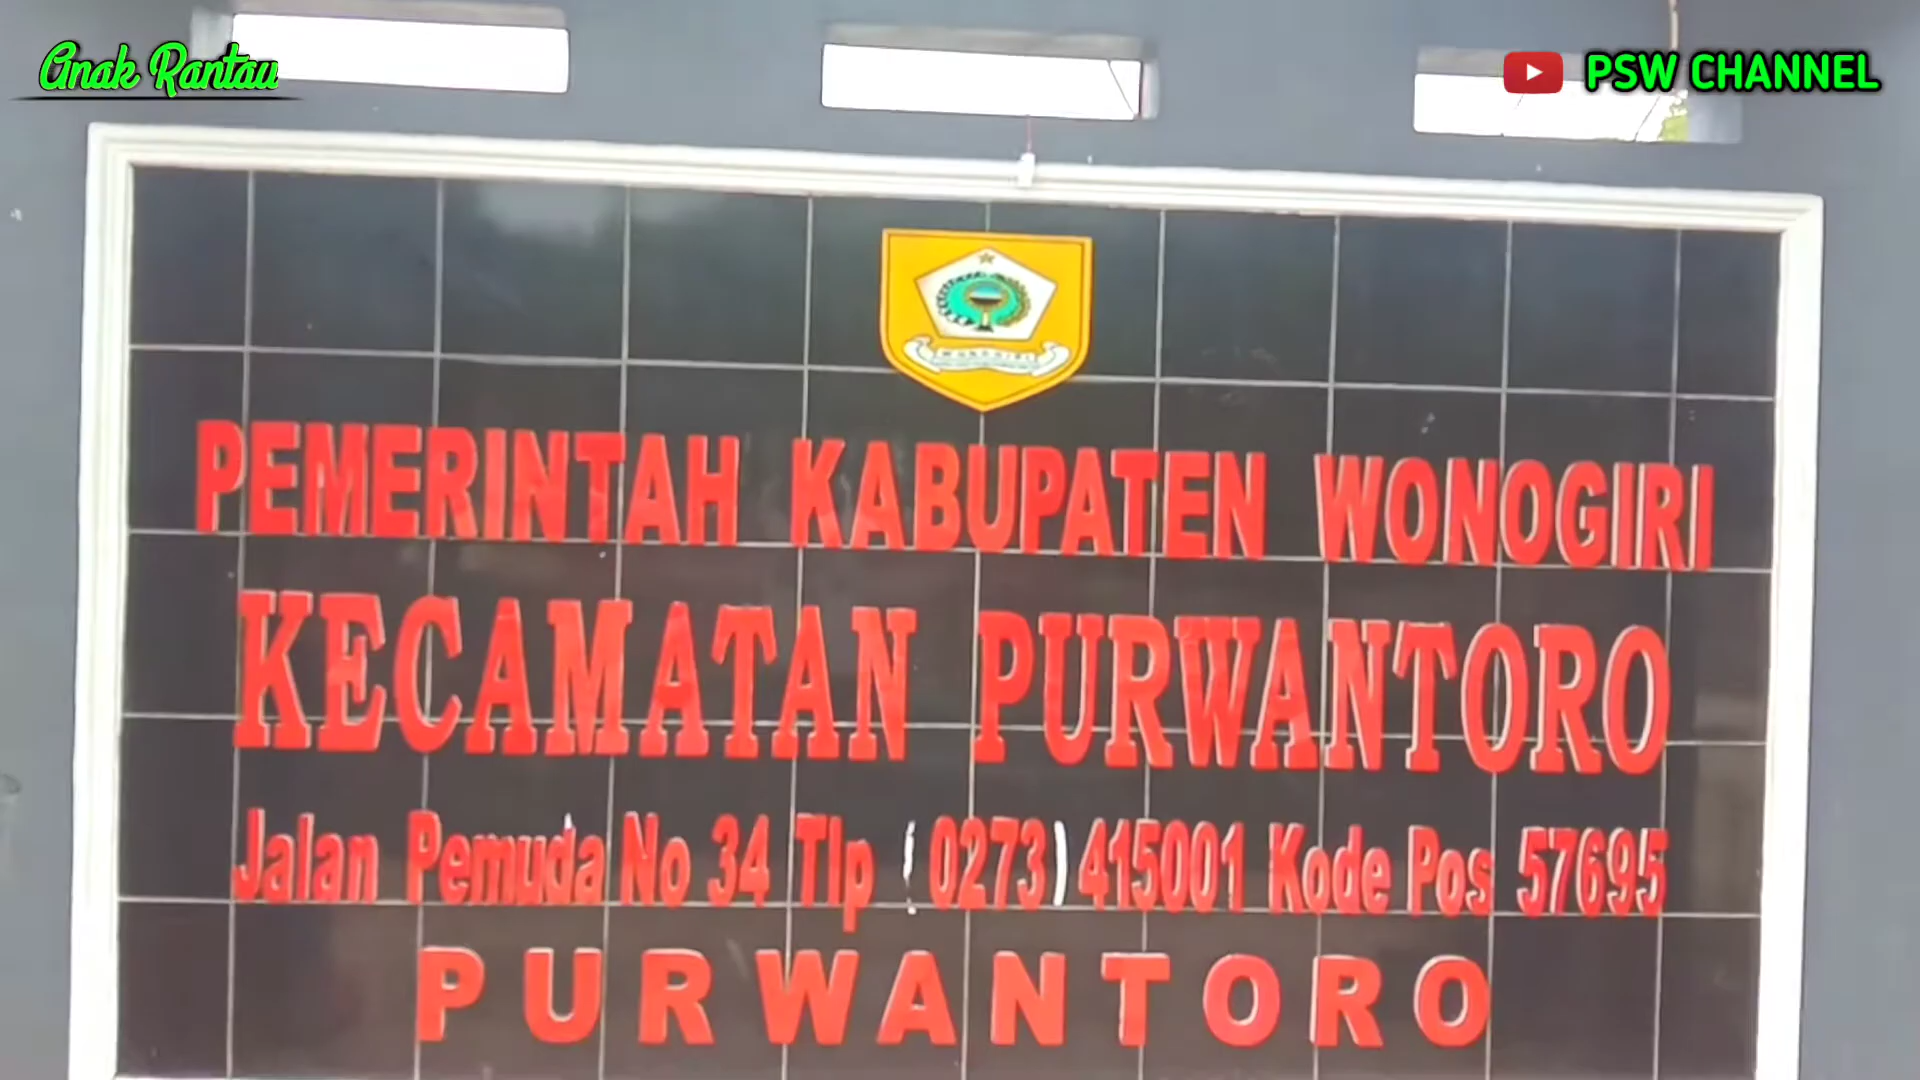 Anak Rantau
PSW CHANNEL
WONOGIRI
PEMERINTAH KABUPATEN WONOGIRI
KECAMATAN PURWANTORO
Jalan Pemuda No 34 Tlp (0273) 415001 Kode Pos 57695
PURWANTORO